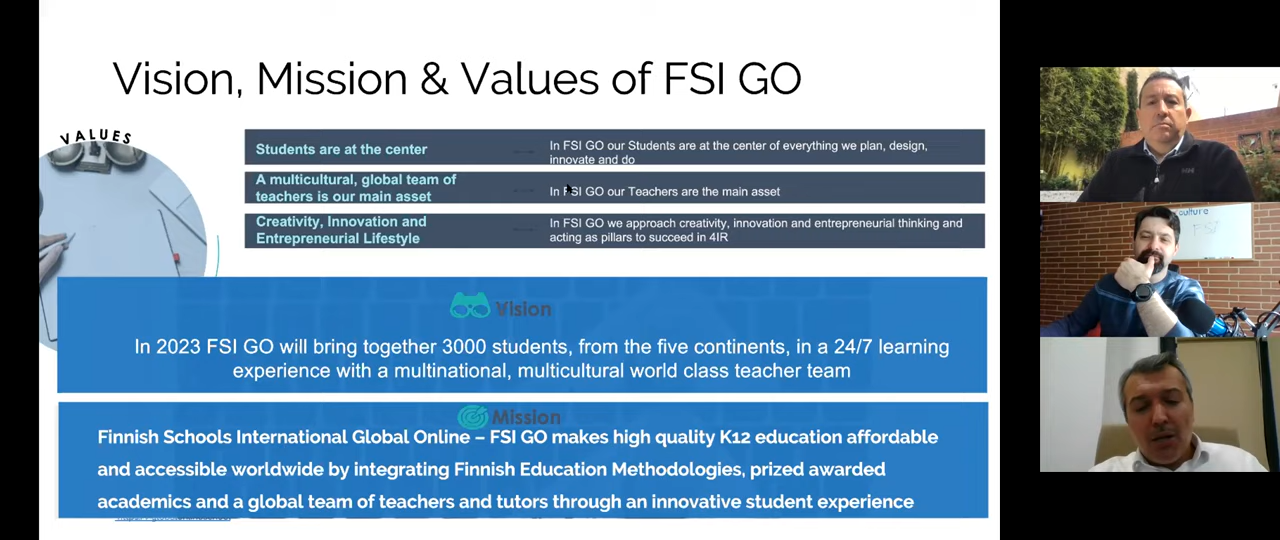 Vision, Mission & Values of FSI GO
VALUES
Students are at the center
In FSI GO our Students are at the center of everything we plan, design,
innovate and do
A multicultural, global team of
teachers is our main asset
In FSI GO our Teachers are the main asset
Creativity, Innovation and
Entrepreneurial Lifestyle
In FSI GO we approach creativity, innovation and entrepreneurial thinking and
acting as pillars to succeed in 4IR
Vision
In 2023 FSI GO will bring together 3000 students, from the five continents, in a 24/7 learning
experience with a multinational, multicultural world class teacher team
Mission
Finnish Schools International Global Online – FSI GO makes high quality K12 education affordable
and accessible worldwide by integrating Finnish Education Methodologies, prized awarded
academics and a global team of teachers and tutors through an innovative student experience
culture
FSI
HH